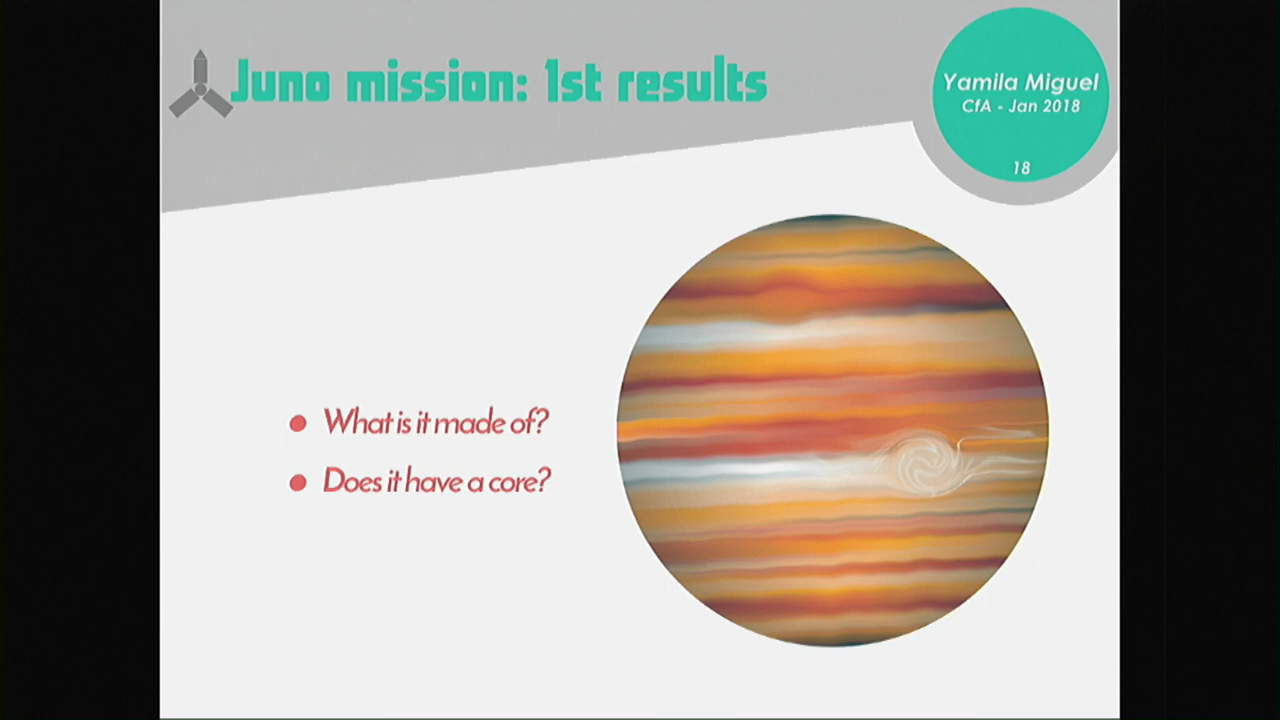 Juno mission: 1st results
Yamila Miguel
CfA - Jan 2018
18
What is it made of?
Does it have a core?